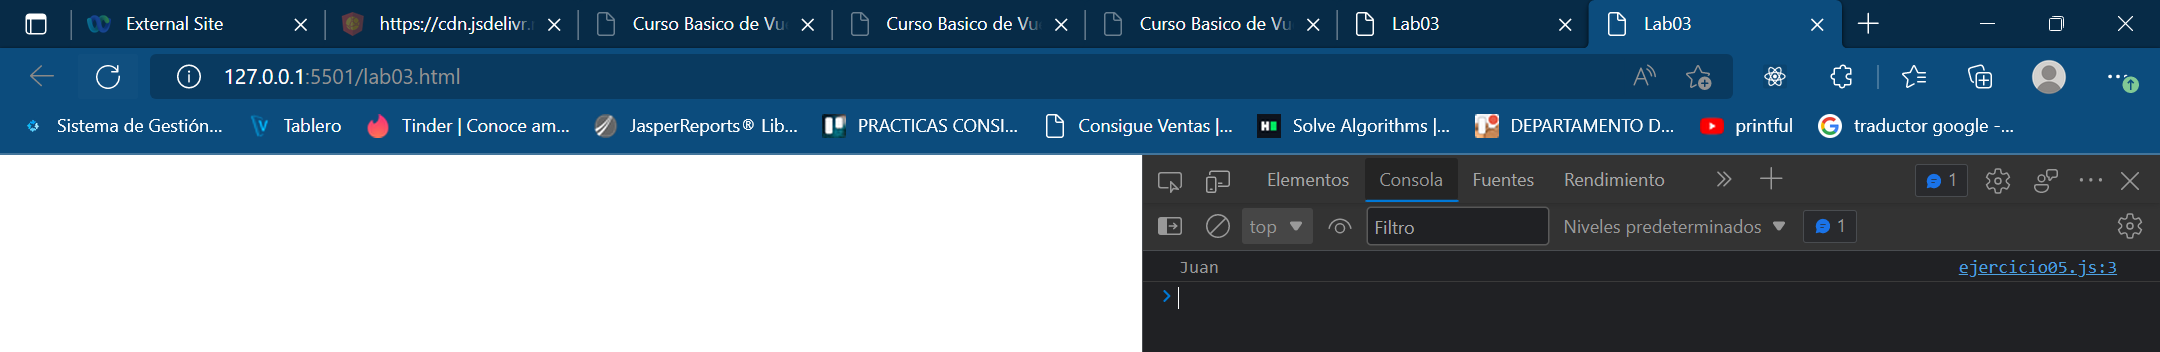 External Site https://cdn.jsdelivr. Curso Basico de Vu Curso Basico de Vu Curso Basico de Vu Lab03 Lab03
127.0.0.1:5501/lab03.html
Sistema de Gestión... Tablero Tinder | Conoce am... JasperReports® Lib... PRACTICAS CONSI... Consigue Ventas |... Solve Algorithms |... DEPARTAMENTO D... printful traductor google -...
Elementos Consola Fuentes Rendimiento 1
top Filtro Niveles predeterminados 1
Juan ejercicio05.js:3